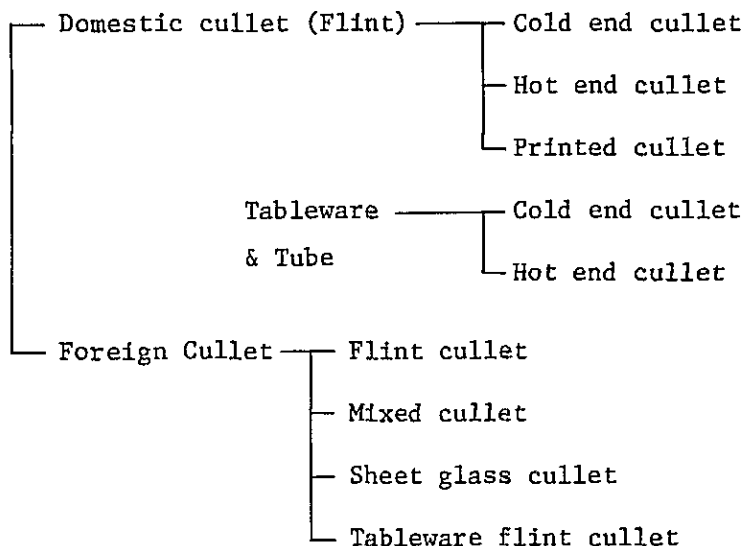 Domestic cullet (Flint)
Cold end cullet
Hot end cullet
Printed cullet
Tableware
& Tube
Cold end cullet
Hot end cullet
Foreign Cullet
Flint cullet
Mixed cullet
Sheet glass cullet
Tableware flint cullet